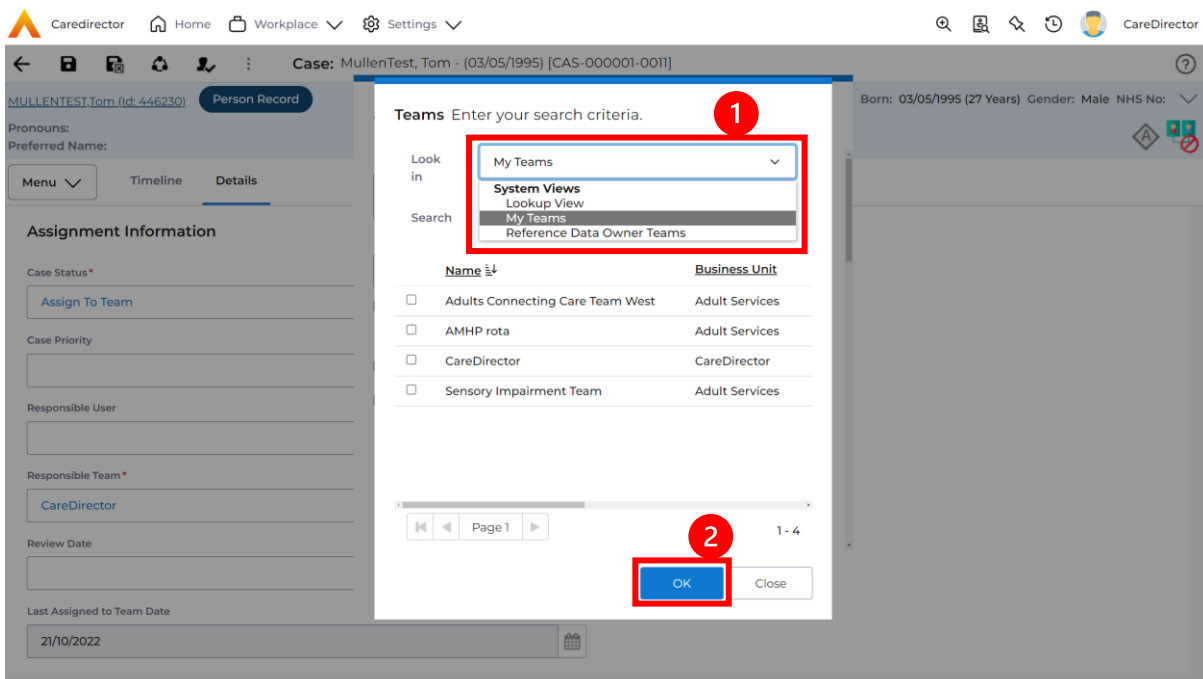 Caredirector Home Workplace Settings CareDirector
Case: MullenTest, Tom - (03/05/1995) [CAS-000001-0011]
MULLENTEST,Tom (Id: 446230) Person Record Born: 03/05/1995 (27 Years) Gender: Male NHS No:
Pronouns:
Preferred Name:
Menu Timeline Details
Assignment Information
Case Status*
Assign To Team
Case Priority
Responsible User
Responsible Team*
CareDirector
Review Date
Last Assigned to Team Date
21/10/2022
Teams Enter your search criteria.
1
Look in
My Teams
System Views
Lookup View
My Teams
Reference Data Owner Teams
Search
Name Business Unit
Adults Connecting Care Team West Adult Services
AMHP rota Adult Services
CareDirector CareDirector
Sensory Impairment Team Adult Services
Page 1 1 - 4
2
OK Close